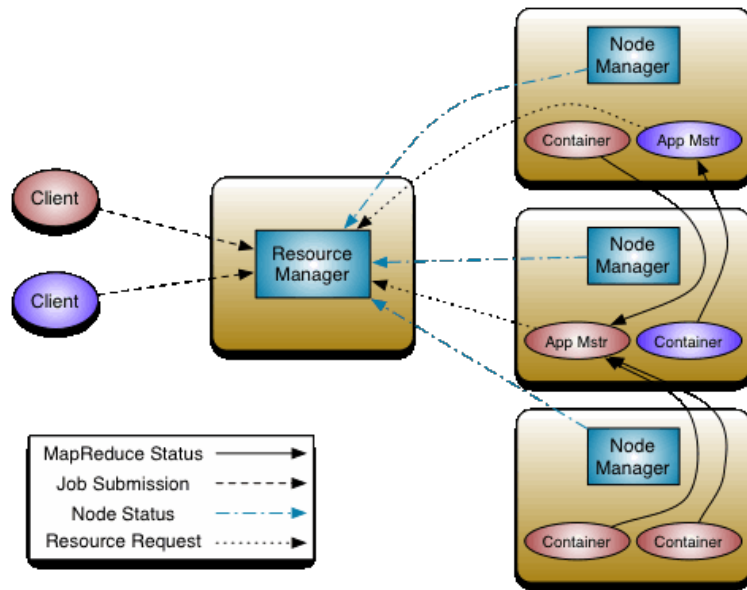 Node
Manager
Container
App Mstr
Client
Resource
Manager
Client
Node
Manager
App Mstr
Container
Node
Manager
Container
Container
MapReduce Status
Job Submission
Node Status
Resource Request